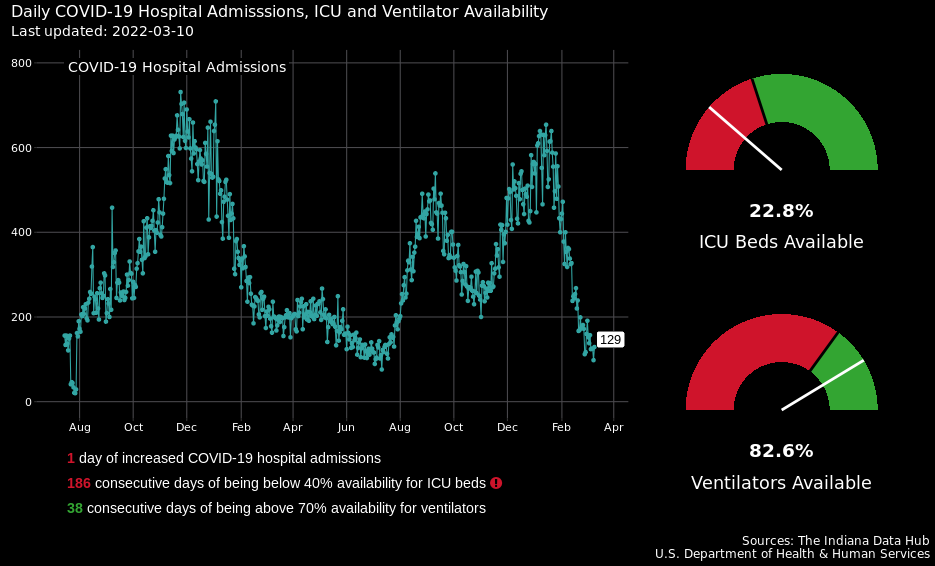 Daily COVID-19 Hospital Admisssions, ICU and Ventilator Availability
Last updated: 2022-03-10
COVID-19 Hospital Admissions
800
600
400
200
0
129
Aug Oct Dec Feb Apr Jun Aug Oct Dec Feb Apr
22.8%
ICU Beds Available
82.6%
Ventilators Available
1 day of increased COVID-19 hospital admissions
186 consecutive days of being below 40% availability for ICU beds !
38 consecutive days of being above 70% availability for ventilators
Sources: The Indiana Data Hub
U.S. Department of Health & Human Services